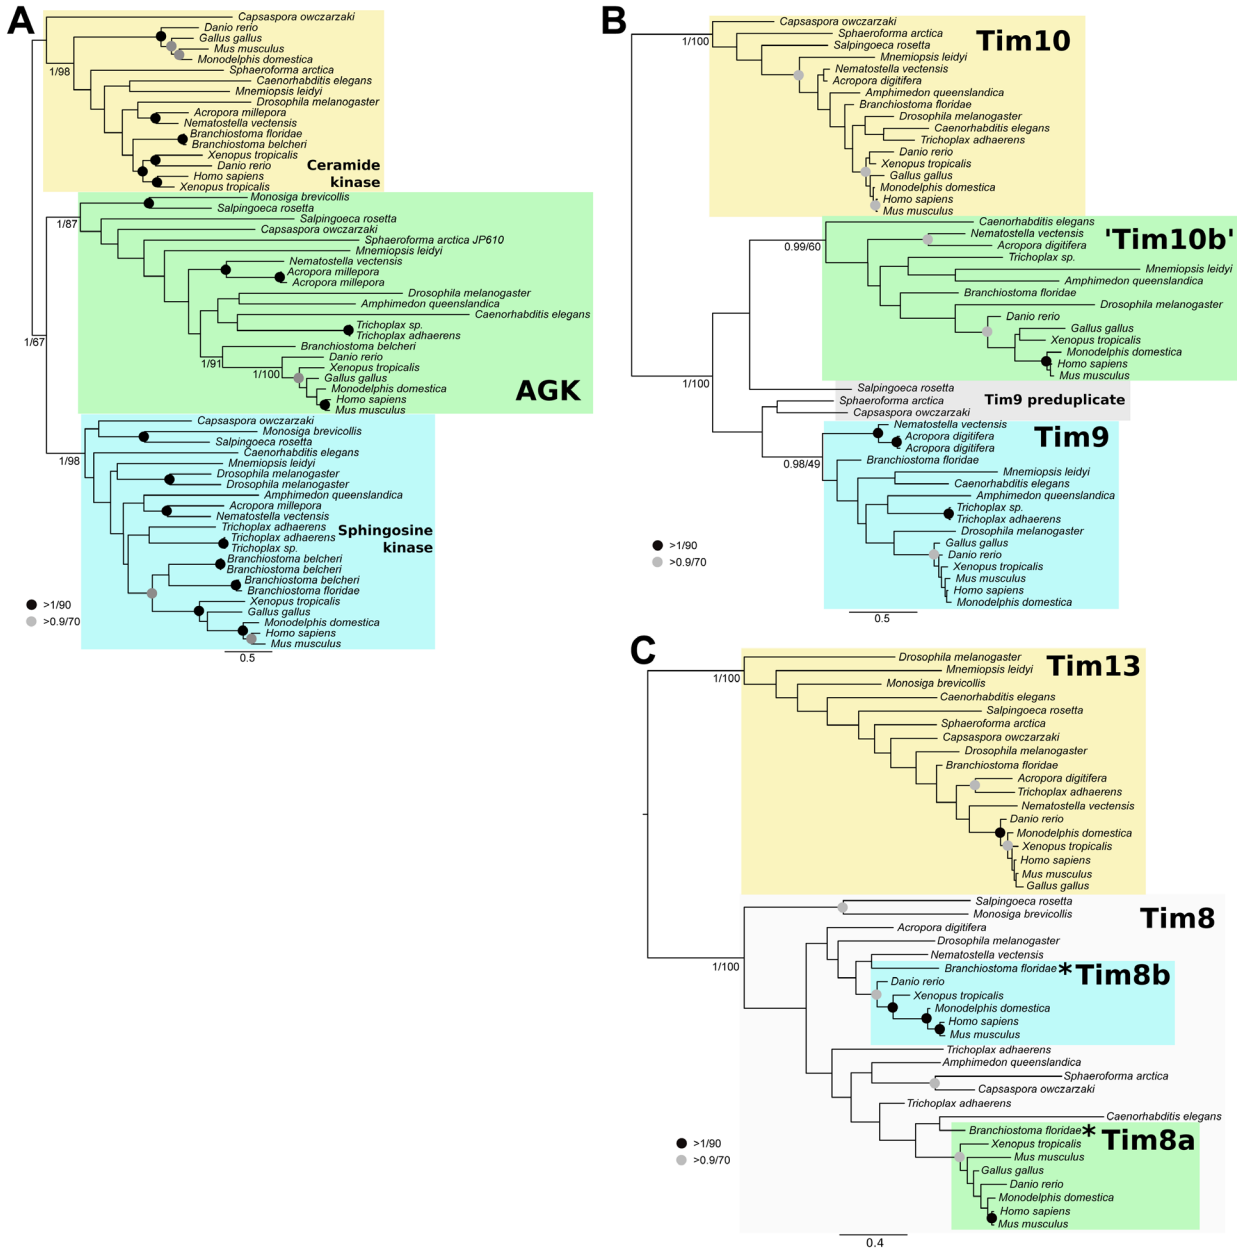 A
Capsaspora owczarzaki
Danio rerio
Gallus gallus
Mus musculus
Monodelphis domestica
1/98
Sphaeroforma arctica
Caenorhabditis elegans
Mnemiopsis leidyi
Drosophila melanogaster
Acropora millepora
Nematostella vectensis
Branchiostoma floridae
Branchiostoma belcheri
Xenopus tropicalis
Danio rerio
Homo sapiens
Xenopus tropicalis
Ceramide
kinase
Monosiga brevicollis
Salpingoeca rosetta
1/87
Salpingoeca rosetta
Capsaspora owczarzaki
Sphaeroforma arctica JP610
Mnemiopsis leidyi
Nematostella vectensis
Acropora millepora
Acropora millepora
Drosophila melanogaster
Amphimedon queenslandica
Caenorhabditis elegans
Trichoplax sp.
Trichoplax adhaerens
1/67
Branchiostoma belcheri
1/91
Danio rerio
Xenopus tropicalis
1/100
Gallus gallus
Monodelphis domestica
Homo sapiens
Mus musculus
AGK
Capsaspora owczarzaki
Monosiga brevicollis
Salpingoeca rosetta
Caenorhabditis elegans
1/98
Mnemiopsis leidyi
Drosophila melanogaster
Drosophila melanogaster
Amphimedon queenslandica
Acropora millepora
Nematostella vectensis
Trichoplax adhaerens
Trichoplax adhaerens
Trichoplax sp.
Branchiostoma belcheri
Branchiostoma belcheri
Branchiostoma belcheri
Branchiostoma floridae
Xenopus tropicalis
Gallus gallus
Monodelphis domestica
Homo sapiens
Mus musculus
Sphingosine
kinase
>1/90
>0.9/70
0.5
B
Capsaspora owczarzaki
Sphaeroforma arctica
1/100
Salpingoeca rosetta
Mnemiopsis leidyi
Nematostella vectensis
Acropora digitifera
Amphimedon queenslandica
Branchiostoma floridae
Drosophila melanogaster
Caenorhabditis elegans
Trichoplax adhaerens
Danio rerio
Xenopus tropicalis
Gallus gallus
Monodelphis domestica
Homo sapiens
Mus musculus
Tim10
Caenorhabditis elegans
Nematostella vectensis
Acropora digitifera
0.99/60
Trichoplax sp.
Mnemiopsis leidyi
Amphimedon queenslandica
Branchiostoma floridae
Drosophila melanogaster
Danio rerio
Gallus gallus
Xenopus tropicalis
Monodelphis domestica
Homo sapiens
Mus musculus
'Tim10b'
1/100
Salpingoeca rosetta
Sphaeroforma arctica
Capsaspora owczarzaki
Tim9 preduplicate
Nematostella vectensis
Acropora digitifera
Acropora digitifera
0.98/49
Branchiostoma floridae
Mnemiopsis leidyi
Caenorhabditis elegans
Amphimedon queenslandica
Trichoplax sp.
Trichoplax adhaerens
Drosophila melanogaster
Gallus gallus
Danio rerio
Xenopus tropicalis
Mus musculus
Homo sapiens
Monodelphis domestica
Tim9
>1/90
>0.9/70
0.5
C
Drosophila melanogaster
Mnemiopsis leidyi
1/100
Monosiga brevicollis
Caenorhabditis elegans
Salpingoeca rosetta
Sphaeroforma arctica
Capsaspora owczarzaki
Drosophila melanogaster
Branchiostoma floridae
Acropora digitifera
Trichoplax adhaerens
Nematostella vectensis
Danio rerio
Monodelphis domestica
Xenopus tropicalis
Homo sapiens
Mus musculus
Gallus gallus
Tim13
Salpingoeca rosetta
Monosiga brevicollis
Tim8
Acropora digitifera
Drosophila melanogaster
Nematostella vectensis
1/100
Branchiostoma floridae * Tim8b
Danio rerio
Xenopus tropicalis
Monodelphis domestica
Homo sapiens
Mus musculus
Trichoplax adhaerens
Amphimedon queenslandica
Sphaeroforma arctica
Capsaspora owczarzaki
Trichoplax adhaerens
Caenorhabditis elegans
Branchiostoma floridae * Tim8a
Xenopus tropicalis
Mus musculus
Gallus gallus
Danio rerio
Monodelphis domestica
Homo sapiens
Mus musculus
>1/90
>0.9/70
0.4